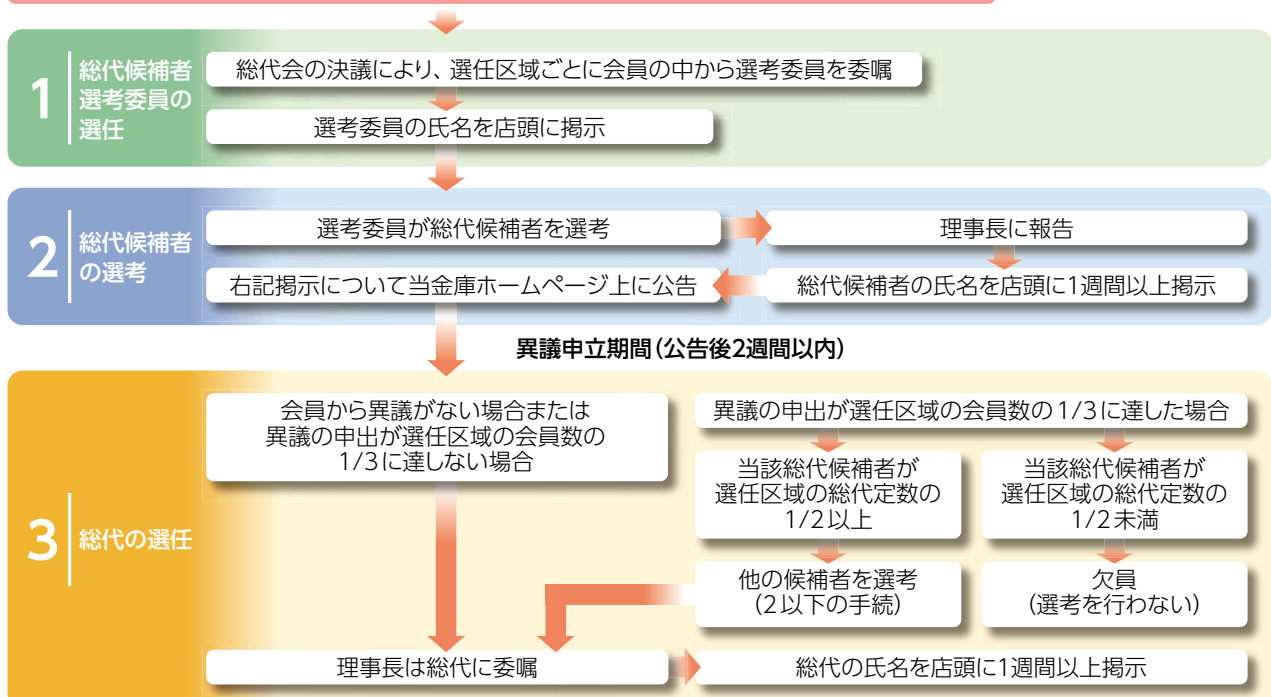 1
総代候補者
選考委員の
選任
総代会の決議により、選任区域ごとに会員の中から選考委員を委嘱
選考委員の氏名を店頭に掲示
2
総代候補者
の選考
選考委員が総代候補者を選考
理事長に報告
右記掲示について当金庫ホームページ上に公告
総代候補者の氏名を店頭に1週間以上掲示
異議申立期間（公告後2週間以内）
3
総代の選任
会員から異議がない場合または
異議の申出が選任区域の会員数の
1/3に達しない場合
異議の申出が選任区域の会員数の1/3に達した場合
当該総代候補者が
選任区域の総代定数の
1/2以上
当該総代候補者が
選任区域の総代定数の
1/2未満
他の候補者を選考
（2以下の手続）
欠員
（選考を行わない）
理事長は総代に委嘱
総代の氏名を店頭に1週間以上掲示